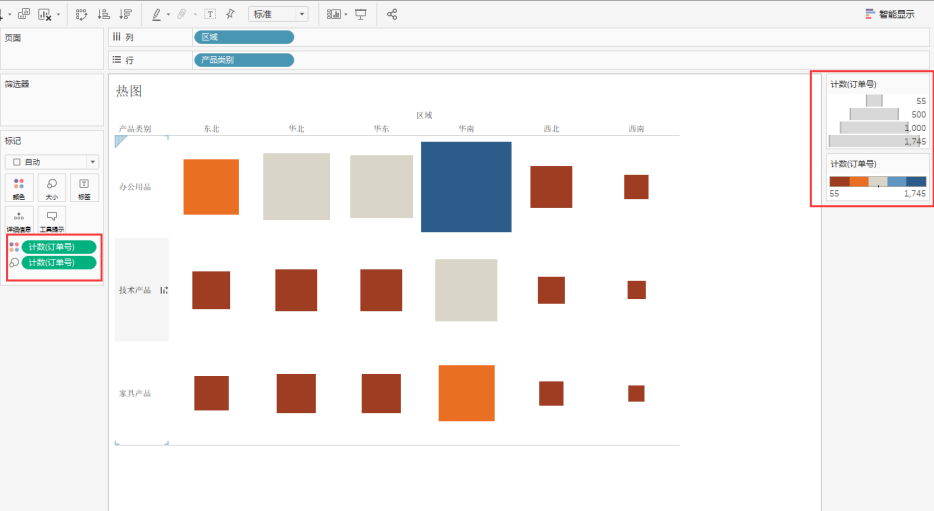 标准
智能显示
页面
列
区域
行
产品类别
筛选器
标记
自动
颜色
大小
标签
详细信息
工具提示
计数(订单号)
计数(订单号)
热图
区域
产品类别 东北 华北 华东 华南 西北 西南
办公用品
技术产品
家具产品
计数(订单号)
55
500
1,000
1,745
计数(订单号)
55 1,745